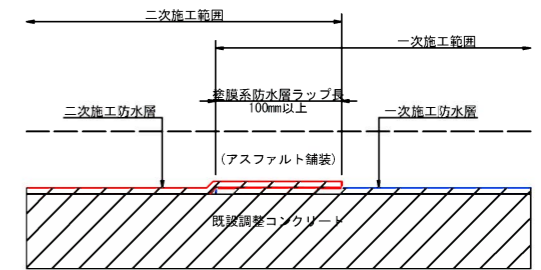 二次施工範囲
一次施工範囲
塗膜系防水層ラップ長
100mm以上
二次施工防水層
一次施工防水層
(アスファルト舗装)
既設調整コンクリート